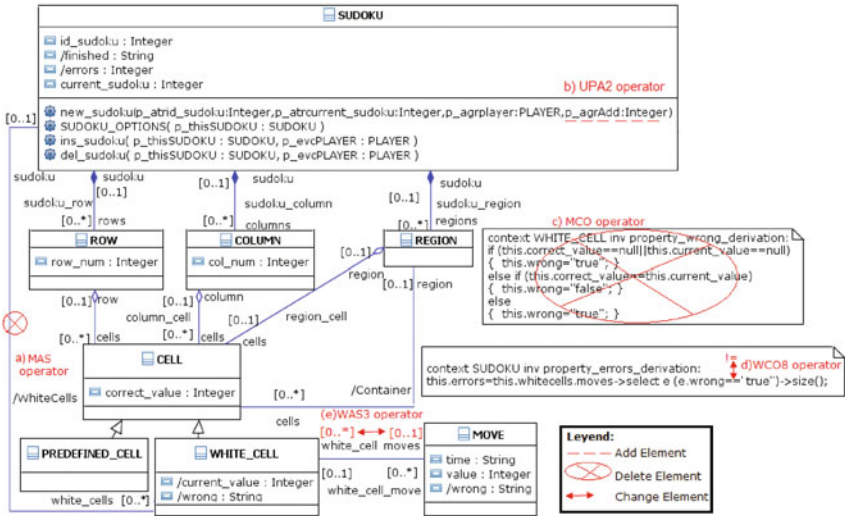 SUDOKU
id_sudoku : Integer
/finished : String
/errors : Integer
current_sudoku : Integer
b) UPA2 operator
[0..1]
new_sudoku(p_atrid_sudoku:Integer,p_atrcurrent_sudoku:Integer,p_agrplayer:PLAYER,p_agrAdd:Integer)
SUDOKU_OPTIONS( p_thisSUDOKU : SUDOKU )
ins_sudoku( p_thisSUDOKU : SUDOKU, p_evcPLAYER : PLAYER )
del_sudoku( p_thisSUDOKU : SUDOKU, p_evcPLAYER : PLAYER )
sudoku sudoku sudoku sudoku
[0..1] [0..1] [0..1]
sudoku_row sudoku_column sudoku_region
[0..*] rows [0..*] columns [0..*] regions
c) MCO operator
ROW COLUMN REGION
row_num : Integer
col_num : Integer
context WHITE_CELL inv property_wrong_derivation:
if (this.correct_value==null||this.current_value==null)
{ this.wrong="true"; }
else if (this.correct_value==this.current_value)
{ this.wrong="false"; }
else
{ this.wrong="true"; }
[0..1] row [0..1] column [0..1] region [0..1] region
column_cell
[0..1]
region_cell
[0..*] cells [0..*] cells cells
a) MAS operator
/WhiteCells
CELL
correct_value : Integer
[0..*]
/Container
cells
!=
d)WCO8 operator
context SUDOKU inv property_errors_derivation:
this.errors=this.whitecells.moves->select e (e.wrong=="true")->size();
(e)WAS3 operator
[0..*] [0..1]
white_cell moves
PREDEFINED_CELL
WHITE_CELL
/current_value : Integer
/wrong : String
[0..1] [0..*]
white_cell_move
MOVE
time : String
value : Integer
/wrong : String
white_cells [0..*]
Leyend:
Add Element
Delete Element
Change Element